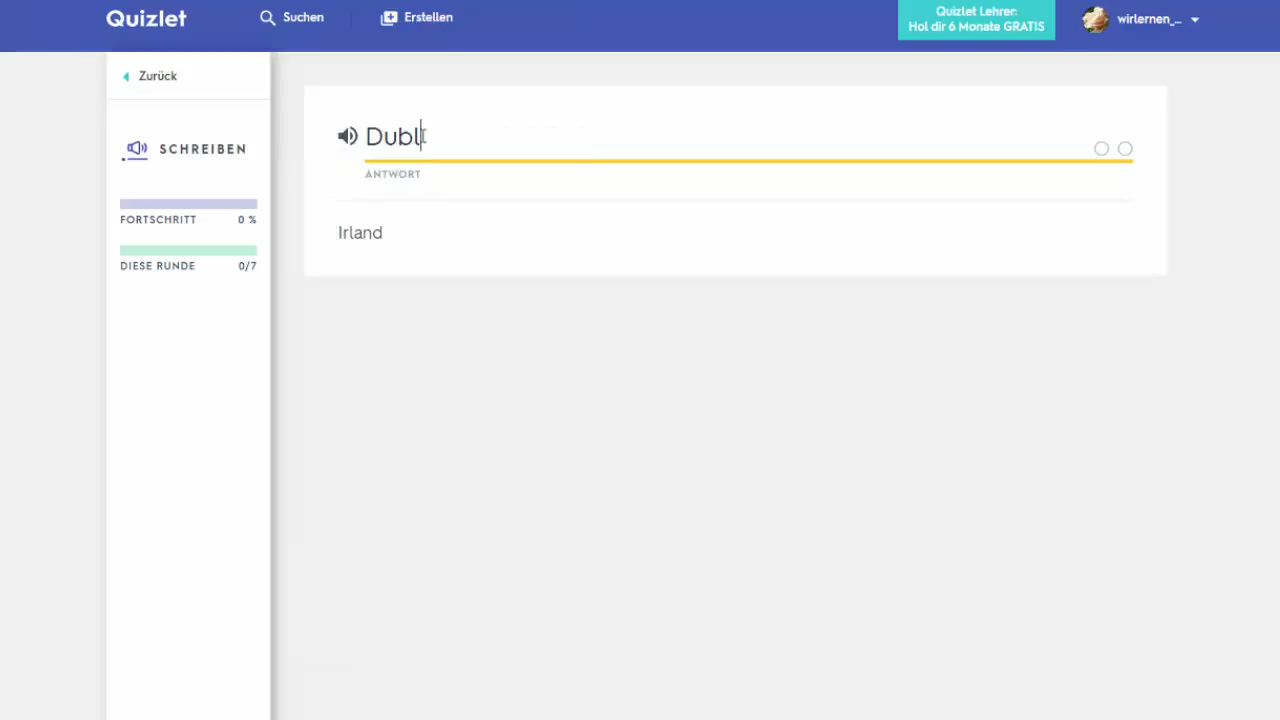 Quizlet
Suchen
Erstellen
Quizlet Lehrer:
Hol dir 6 Monate GRATIS
wirlernen_...
Zurück
SCHREIBEN
FORTSCHRITT 0 %
DIESE RUNDE 0/7
Dubl
ANTWORT
Irland